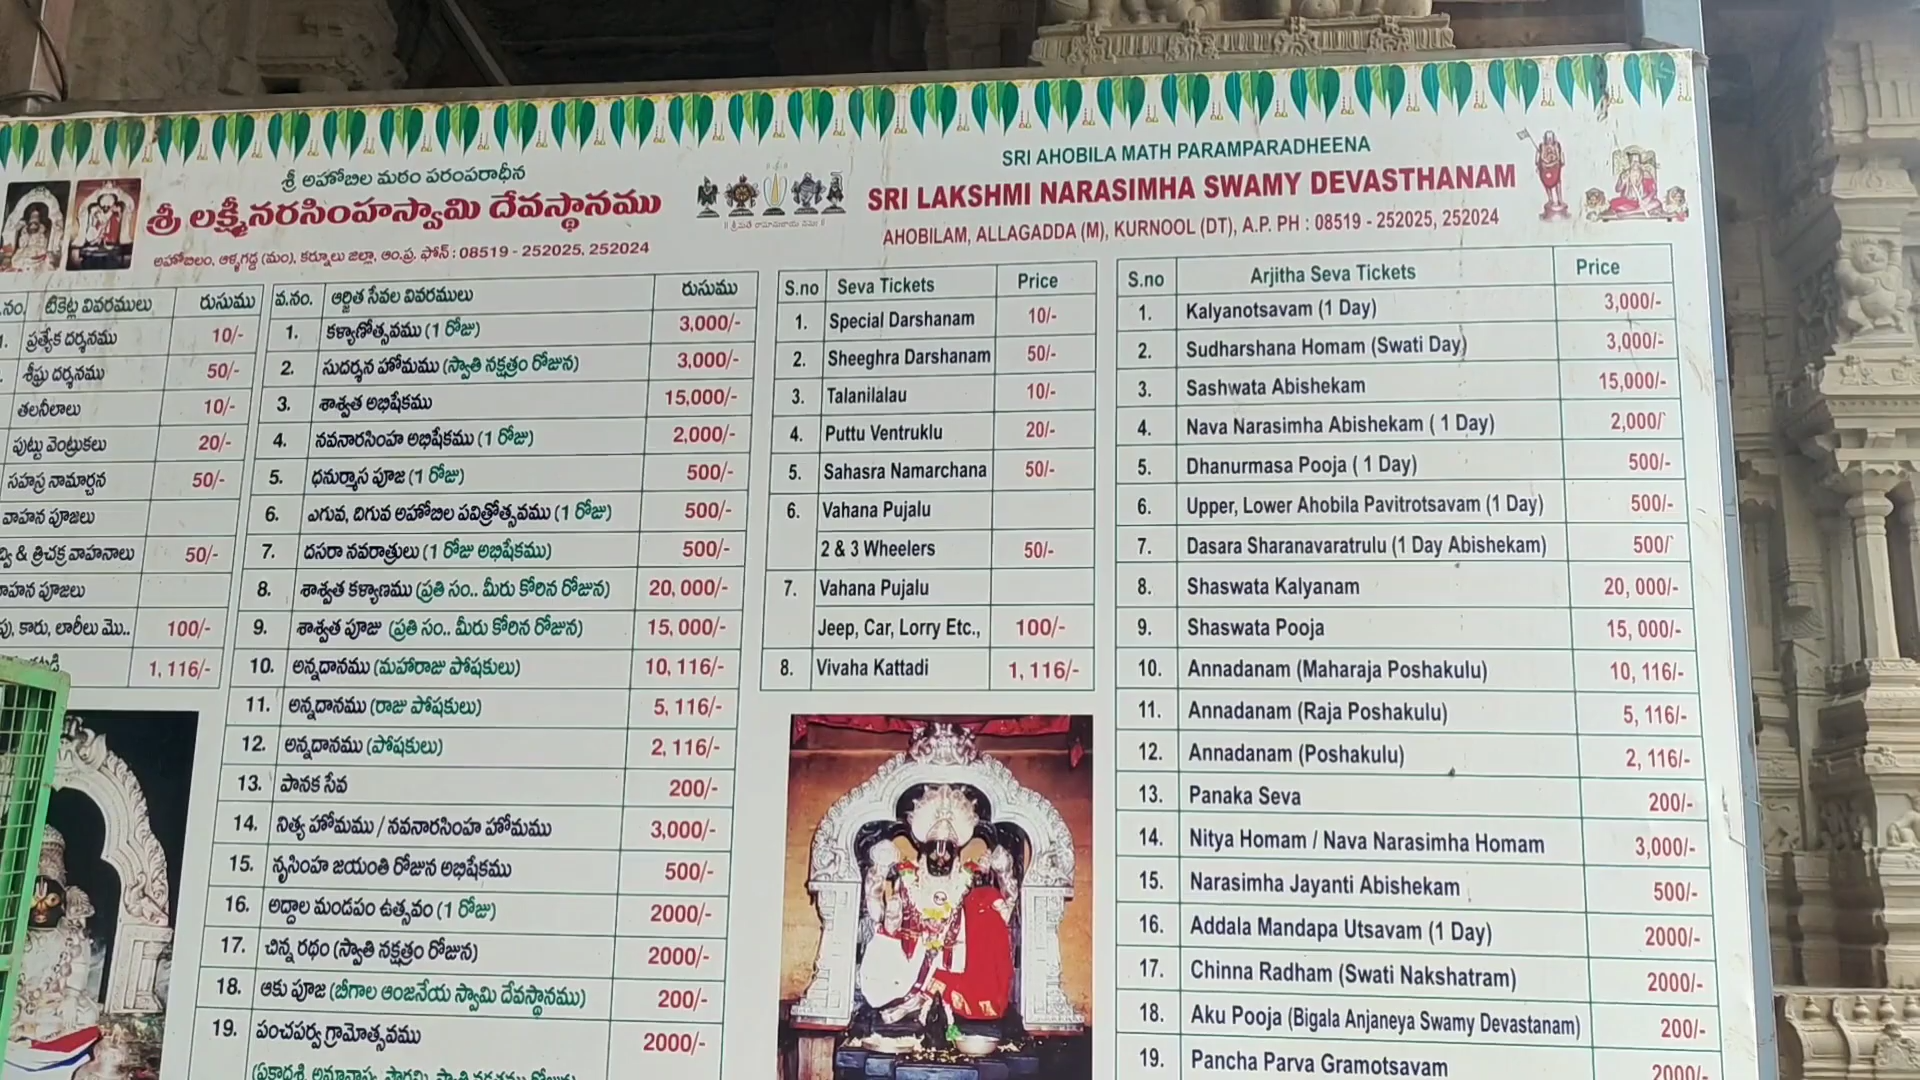 శ్రీ అహోబిల మఠం పరంపరాధీన
శ్రీ లక్ష్మీనరసింహస్వామి దేవస్థానము
అహోబిలం, ఆళ్ళగడ్డ (మం), కర్నూలు జిల్లా, ఆం.ప్ర. ఫోన్ : 08519 - 252025, 252024
టికెట్ల వివరములు రుసుము
ప్రత్యేక దర్శనము 10/-
శీఘ్ర దర్శనము 50/-
తలనీలాలు 10/-
పుట్టు వెంట్రుకలు 20/-
సహస్ర నామార్చన 50/-
వాహన పూజలు
ద్వి & త్రిచక్ర వాహనాలు 50/-
వాహన పూజలు
కారు, లారీలు మొ.. 100/-
1,116/-
వ.నం. ఆర్జిత సేవల వివరములు రుసుము
1. కళ్యాణోత్సవము (1 రోజు) 3,000/-
2. సుదర్శన హోమము (స్వాతి నక్షత్రం రోజున) 3,000/-
3. శాశ్వత అభిషేకము 15,000/-
4. నవనారసింహ అభిషేకము (1 రోజు) 2,000/-
5. ధనుర్మాస పూజ (1 రోజు) 500/-
6. ఎగువ, దిగువ అహోబిల పవిత్రోత్సవము (1 రోజు) 500/-
7. దసరా నవరాత్రులు (1 రోజు అభిషేకము) 500/-
8. శాశ్వత కళ్యాణము (ప్రతి సం.. మీరు కోరిన రోజున) 20, 000/-
9. శాశ్వత పూజ (ప్రతి సం.. మీరు కోరిన రోజున) 15, 000/-
10. అన్నదానము (మహారాజు పోషకులు) 10, 116/-
11. అన్నదానము (రాజు పోషకులు) 5, 116/-
12. అన్నదానము (పోషకులు) 2, 116/-
13. పానక సేవ 200/-
14. నిత్య హోమము / నవనారసింహ హోమము 3,000/-
15. నృసింహ జయంతి రోజున అభిషేకము 500/-
16. అద్దాల మండపం ఉత్సవం (1 రోజు) 2000/-
17. చిన్న రథం (స్వాతి నక్షత్రం రోజున) 2000/-
18. ఆకు పూజ (బీగాల ఆంజనేయ స్వామి దేవస్థానము) 200/-
19. పంచపర్వ గ్రామోత్సవము 2000/-
SRI AHOBILA MATH PARAMPARADHEENA
SRI LAKSHMI NARASIMHA SWAMY DEVASTHANAM
AHOBILAM, ALLAGADDA (M), KURNOOL (DT), A.P. PH : 08519 - 252025, 252024
S.no Seva Tickets Price
1. Special Darshanam 10/-
2. Sheeghra Darshanam 50/-
3. Talanilalau 10/-
4. Puttu Ventruklu 20/-
5. Sahasra Namarchana 50/-
6. Vahana Pujalu
2 & 3 Wheelers 50/-
7. Vahana Pujalu
Jeep, Car, Lorry Etc., 100/-
8. Vivaha Kattadi 1, 116/-
S.no Arjitha Seva Tickets Price
1. Kalyanotsavam (1 Day) 3,000/-
2. Sudharshana Homam (Swati Day) 3,000/-
3. Sashwata Abishekam 15,000/-
4. Nava Narasimha Abishekam ( 1 Day) 2,000/-
5. Dhanurmasa Pooja ( 1 Day) 500/-
6. Upper, Lower Ahobila Pavitrotsavam (1 Day) 500/-
7. Dasara Sharanavaratrulu (1 Day Abishekam) 500/-
8. Shaswata Kalyanam 20, 000/-
9. Shaswata Pooja 15, 000/-
10. Annadanam (Maharaja Poshakulu) 10, 116/-
11. Annadanam (Raja Poshakulu) 5, 116/-
12. Annadanam (Poshakulu) 2, 116/-
13. Panaka Seva 200/-
14. Nitya Homam / Nava Narasimha Homam 3,000/-
15. Narasimha Jayanti Abishekam 500/-
16. Addala Mandapa Utsavam (1 Day) 2000/-
17. Chinna Radham (Swati Nakshatram) 2000/-
18. Aku Pooja (Bigala Anjaneya Swamy Devastanam) 200/-
19. Pancha Parva Gramotsavam 2000/-